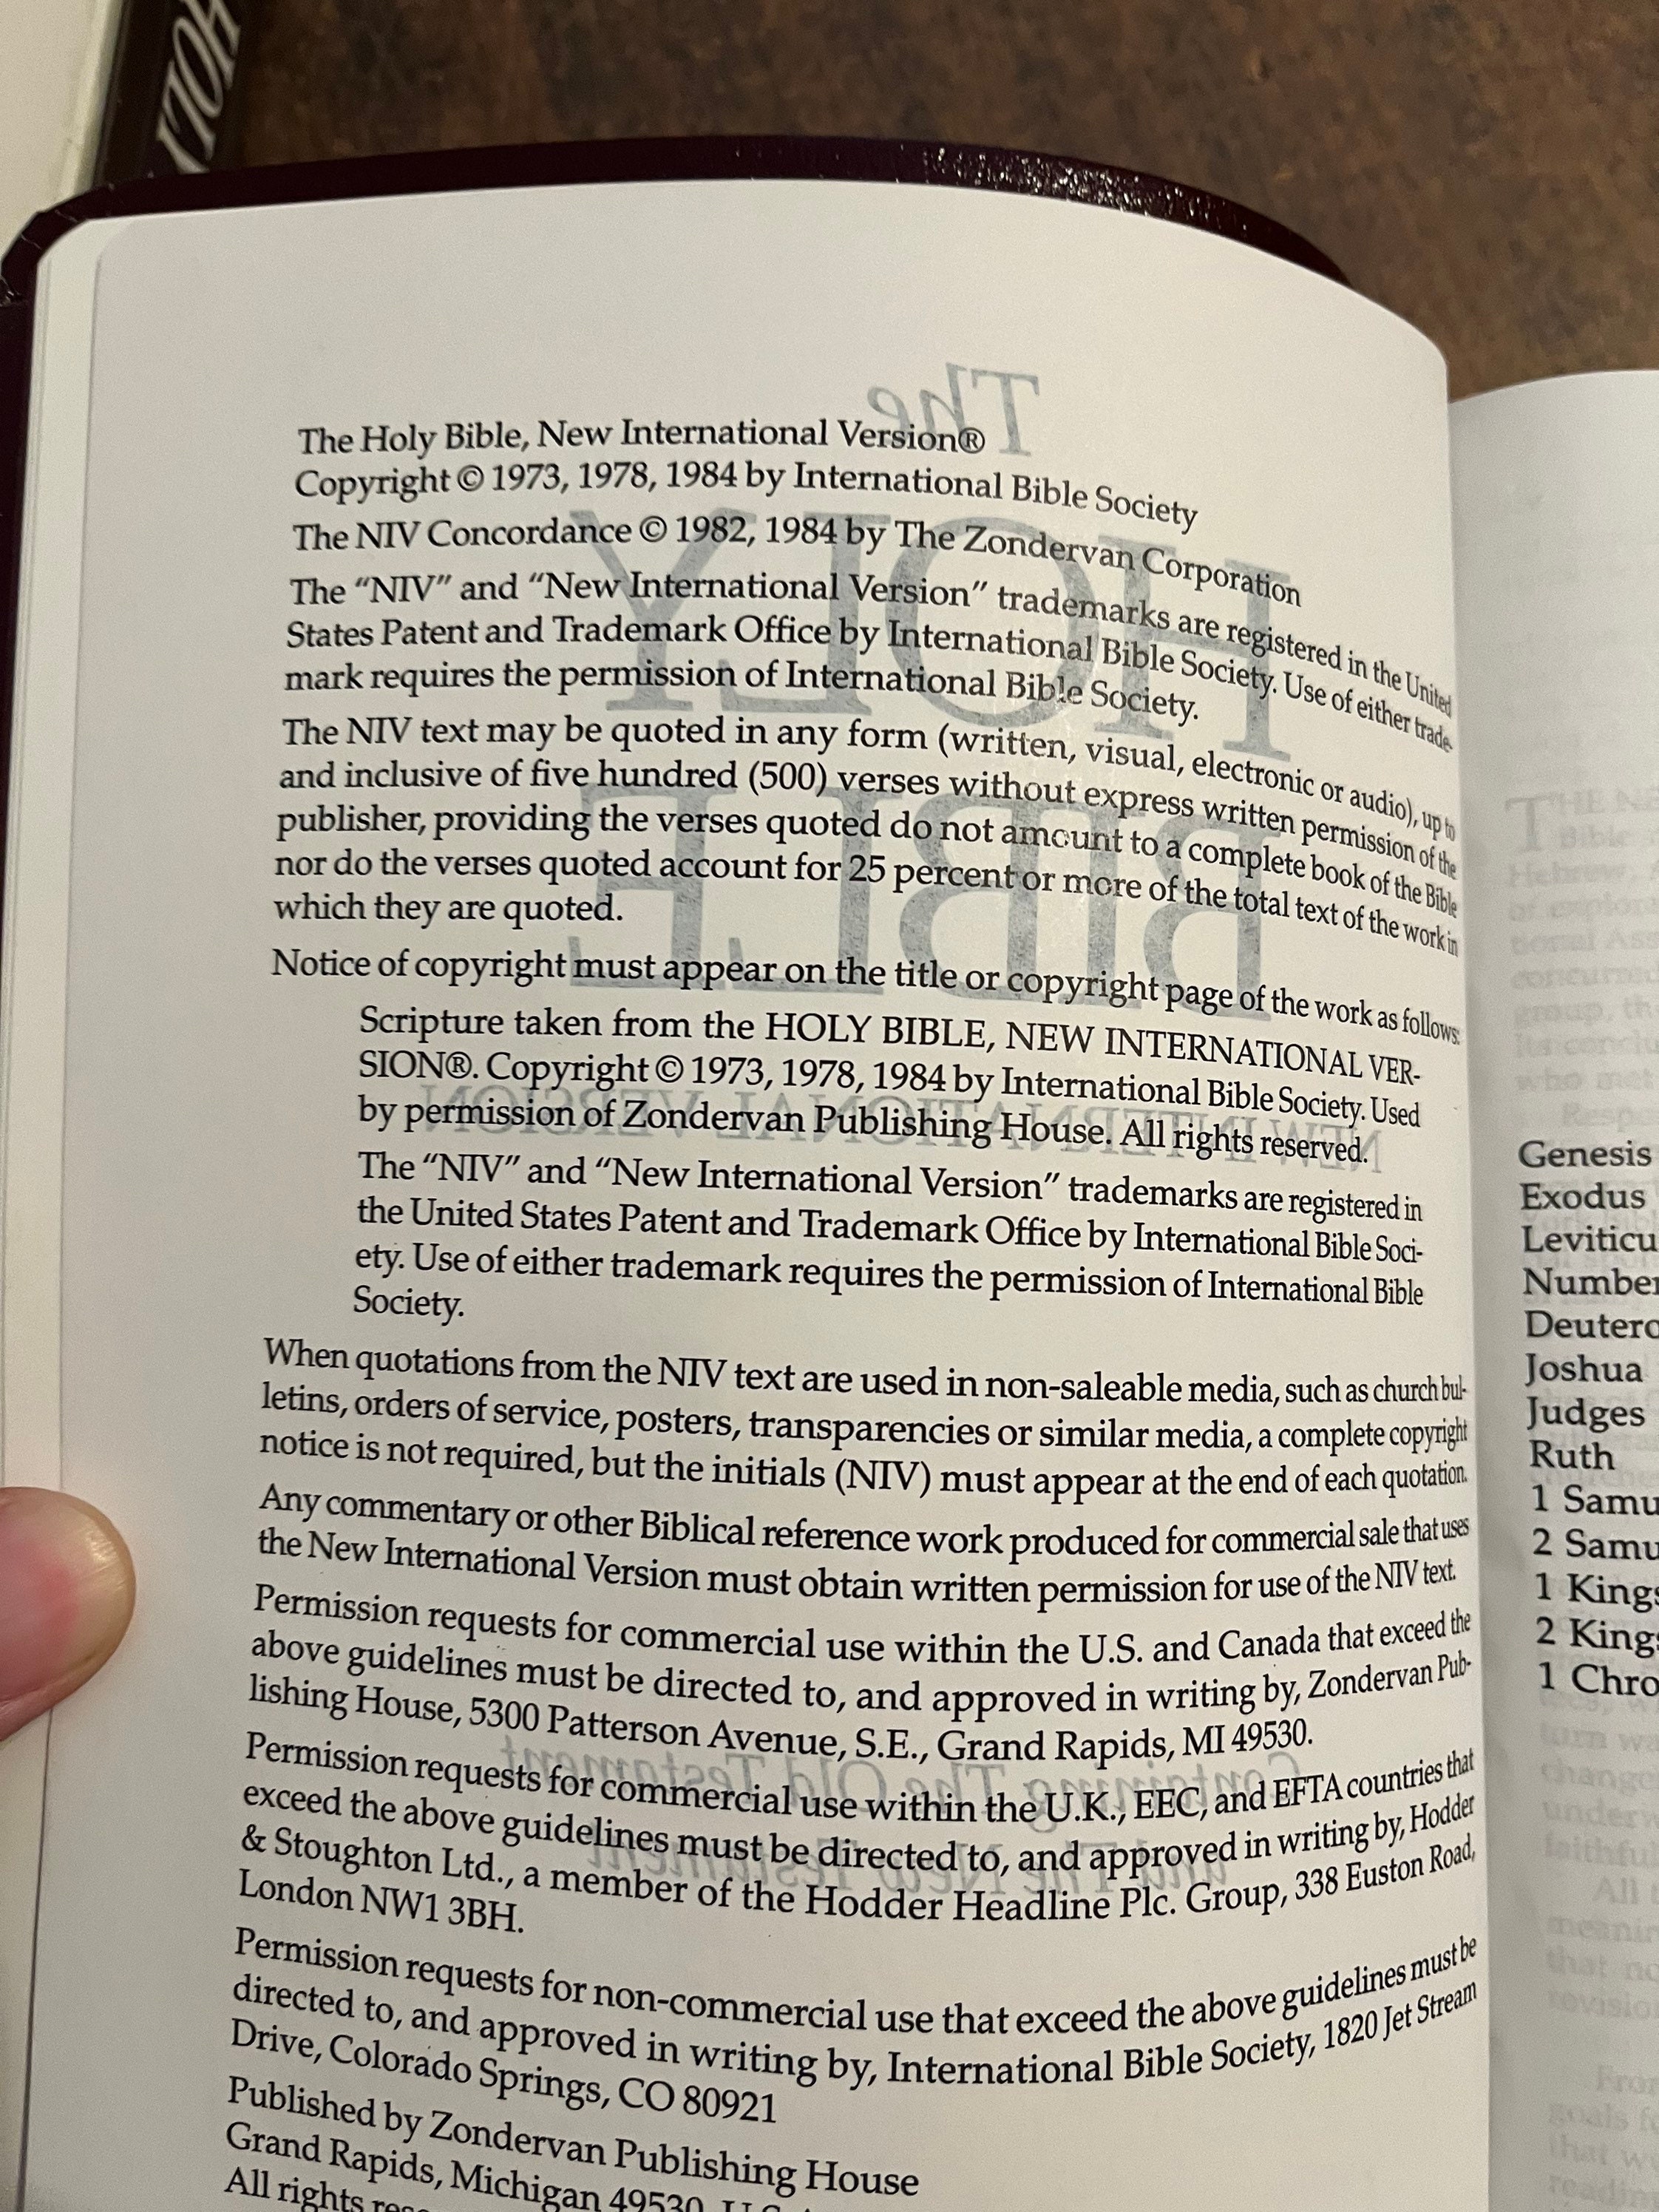 HOLY
The Holy Bible, New International Version®
Copyright © 1973, 1978, 1984 by International Bible Society
The NIV Concordance © 1982, 1984 by The Zondervan Corporation
The “NIV” and “New International Version” trademarks are registered in the United
States Patent and Trademark Office by International Bible Society. Use of either trade-
mark requires the permission of International Bible Society.
The NIV text may be quoted in any form (written, visual, electronic or audio), up to
and inclusive of five hundred (500) verses without express written permission of the
publisher, providing the verses quoted do not amount to a complete book of the Bible
nor do the verses quoted account for 25 percent or more of the total text of the work in
which they are quoted.
Notice of copyright must appear on the title or copyright page of the work as follows:
Scripture taken from the HOLY BIBLE, NEW INTERNATIONAL VER-
SION®. Copyright © 1973, 1978, 1984 by International Bible Society. Used
by permission of Zondervan Publishing House. All rights reserved.
The “NIV” and “New International Version” trademarks are registered in
the United States Patent and Trademark Office by International Bible Soci-
ety. Use of either trademark requires the permission of International Bible
Society.
When quotations from the NIV text are used in non-saleable media, such as church bul-
letins, orders of service, posters, transparencies or similar media, a complete copyright
notice is not required, but the initials (NIV) must appear at the end of each quotation.
Any commentary or other Biblical reference work produced for commercial sale that uses
the New International Version must obtain written permission for use of the NIV text.
Permission requests for commercial use within the U.S. and Canada that exceed the
above guidelines must be directed to, and approved in writing by, Zondervan Pub-
lishing House, 5300 Patterson Avenue, S.E., Grand Rapids, MI 49530.
Permission requests for commercial use within the U.K., EEC, and EFTA countries that
exceed the above guidelines must be directed to, and approved in writing by, Hodder
& Stoughton Ltd., a member of the Hodder Headline Plc. Group, 338 Euston Road,
London NW1 3BH.
Permission requests for non-commercial use that exceed the above guidelines must be
directed to, and approved in writing by, International Bible Society, 1820 Jet Stream
Drive, Colorado Springs, CO 80921
Published by Zondervan Publishing House
Grand Rapids, Michigan 49530, U.S.A.
All rights res
Genesis
Exodus
Leviticu
Number
Deutero
Joshua
Judges
Ruth
1 Samu
2 Samu
1 Kings
2 Kings
1 Chro